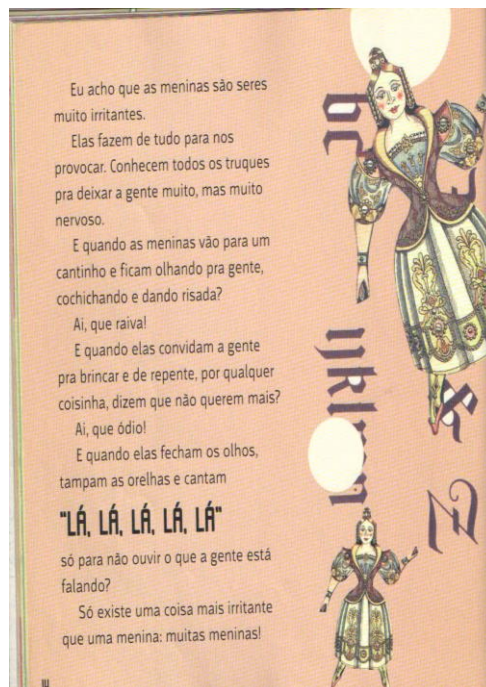 Eu acho que as meninas são seres
muito irritantes.
Elas fazem de tudo para nos
provocar. Conhecem todos os truques
pra deixar a gente muito, mas muito
nervoso.
E quando as meninas vão para um
cantinho e ficam olhando pra gente,
cochichando e dando risada?
Ai, que raiva!
E quando elas convidam a gente
pra brincar e de repente, por qualquer
coisinha, dizem que não querem mais?
Ai, que ódio!
E quando elas fecham os olhos,
tampam as orelhas e cantam
"LÁ, LÁ, LÁ, LÁ, LÁ"
só para não ouvir o que a gente está
falando?
Só existe uma coisa mais irritante
que uma menina: muitas meninas!
bc
& Z